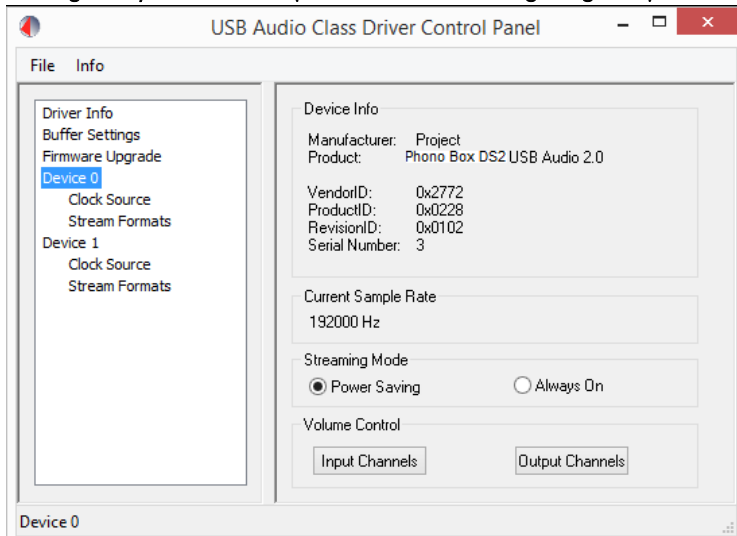 USB Audio Class Driver Control Panel
File Info
Driver Info
Buffer Settings
Firmware Upgrade
Device 0
Clock Source
Stream Formats
Device 1
Clock Source
Stream Formats
Device Info
Manufacturer: Project
Product: Phono Box DS2 USB Audio 2.0
VendorID: 0x2772
ProductID: 0x0228
RevisionID: 0x0102
Serial Number: 3
Current Sample Rate
192000 Hz
Streaming Mode
Power Saving Always On
Volume Control
Input Channels Output Channels
Device 0